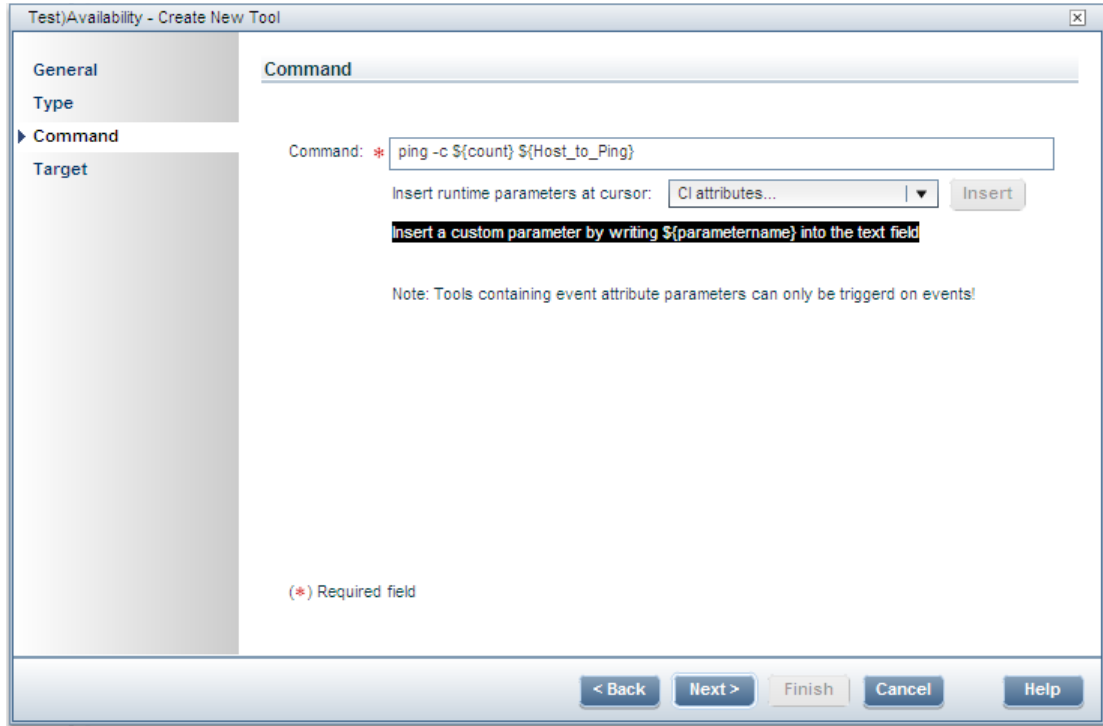 Test)Availability - Create New Tool
General
Type
Command
Target
Command
Command: * ping -c ${count} ${Host_to_Ping}
Insert runtime parameters at cursor: CI attributes... Insert
Insert a custom parameter by writing ${parametername} into the text field
Note: Tools containing event attribute parameters can only be triggerd on events!
(*) Required field
< Back Next > Finish Cancel Help